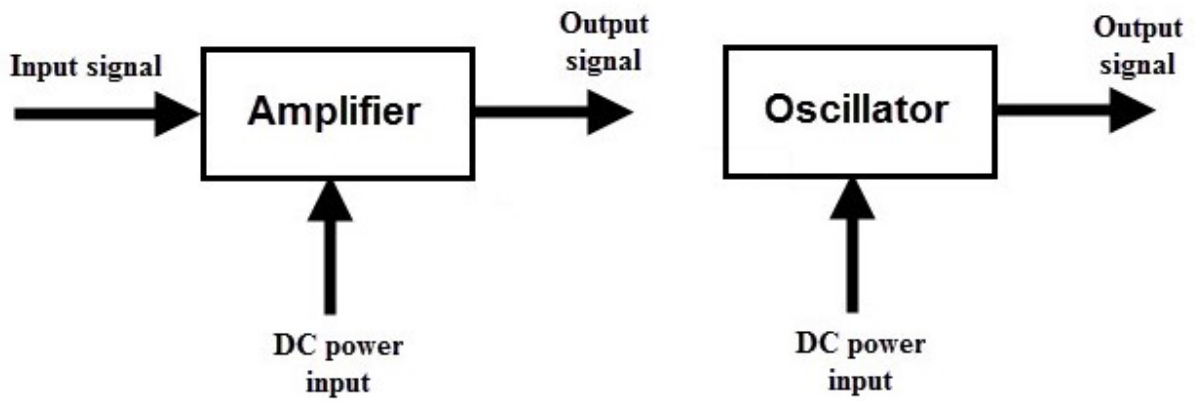 Input signal
Amplifier
Output
signal
DC power
input
Oscillator
Output
signal
DC power
input